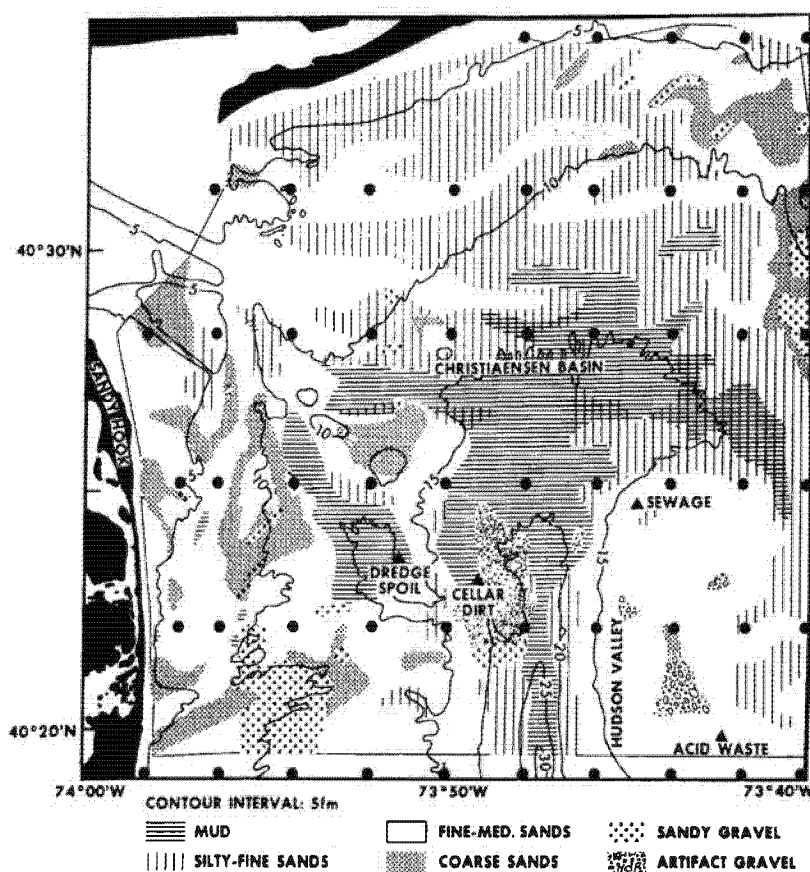 5
10
40°30'N
5
5
CHRISTIAENSEN BASIN
SANDY HOOK
10
5
10
15
SEWAGE
DREDGE SPOIL
CELLAR DIRT
15
20
HUDSON VALLEY
25
30
40°20'N
ACID WASTE
74°00'W
73°50'W
73°40'W
CONTOUR INTERVAL: 5fm
MUD
FINE-MED. SANDS
SANDY GRAVEL
SILTY-FINE SANDS
COARSE SANDS
ARTIFACT GRAVEL